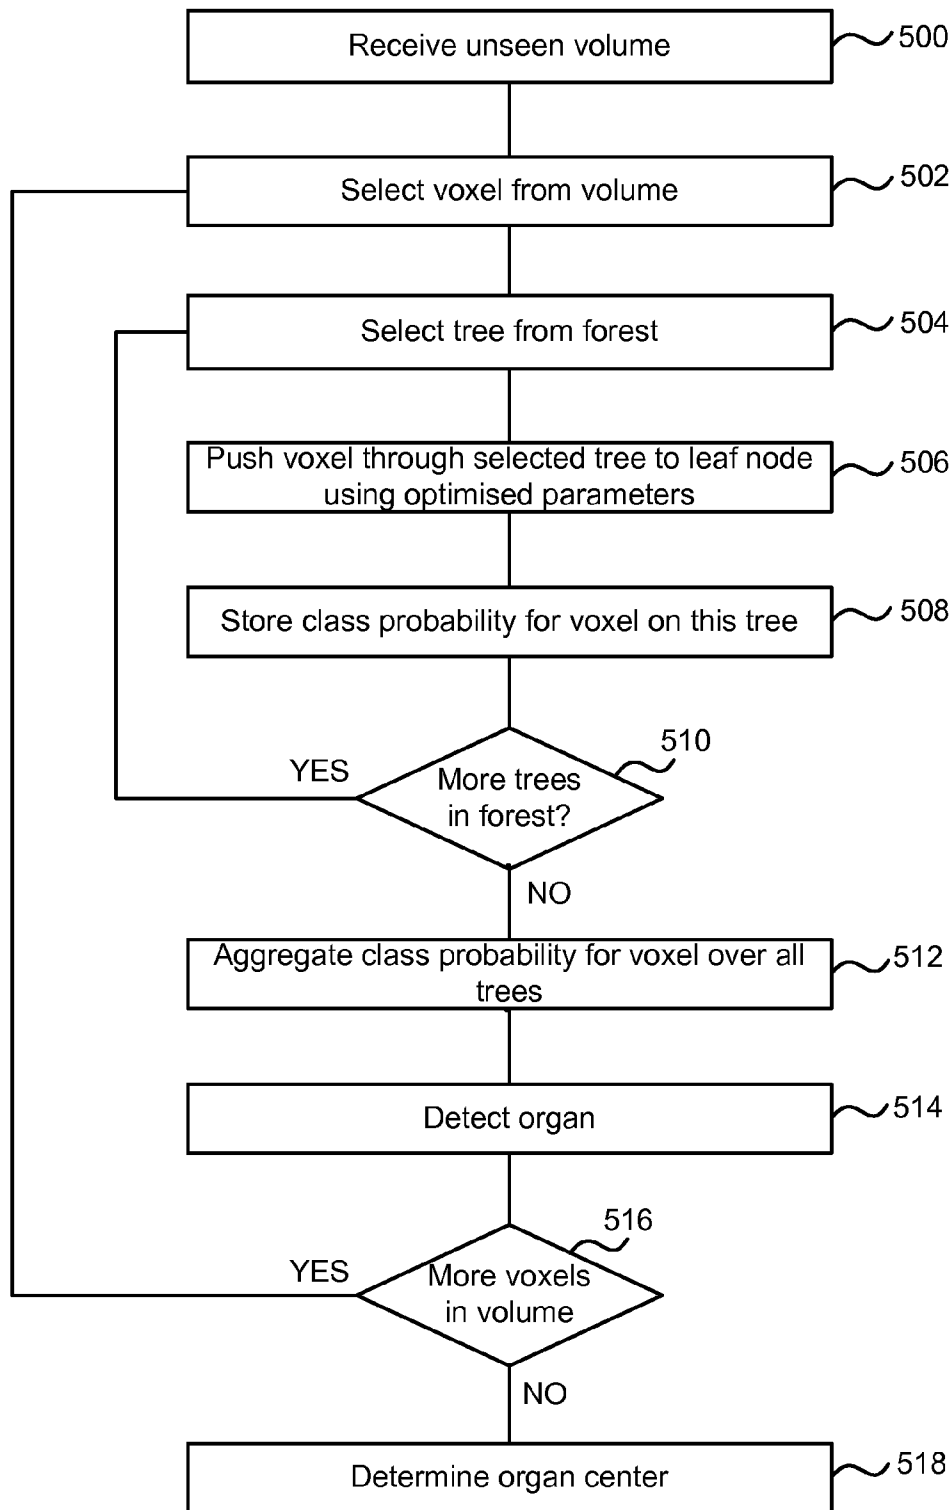 Receive unseen volume
500
Select voxel from volume
502
Select tree from forest
504
Push voxel through selected tree to leaf node
using optimised parameters
506
Store class probability for voxel on this tree
508
More trees
in forest?
510
YES
NO
Aggregate class probability for voxel over all
trees
512
Detect organ
514
More voxels
in volume
516
YES
NO
Determine organ center
518